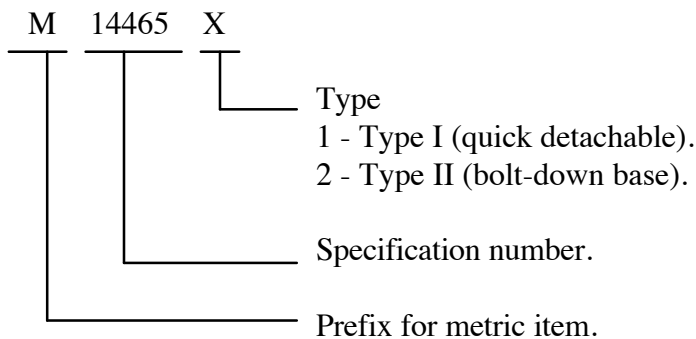 M 14465 X
Type
1 - Type I (quick detachable).
2 - Type II (bolt-down base).
Specification number.
Prefix for metric item.